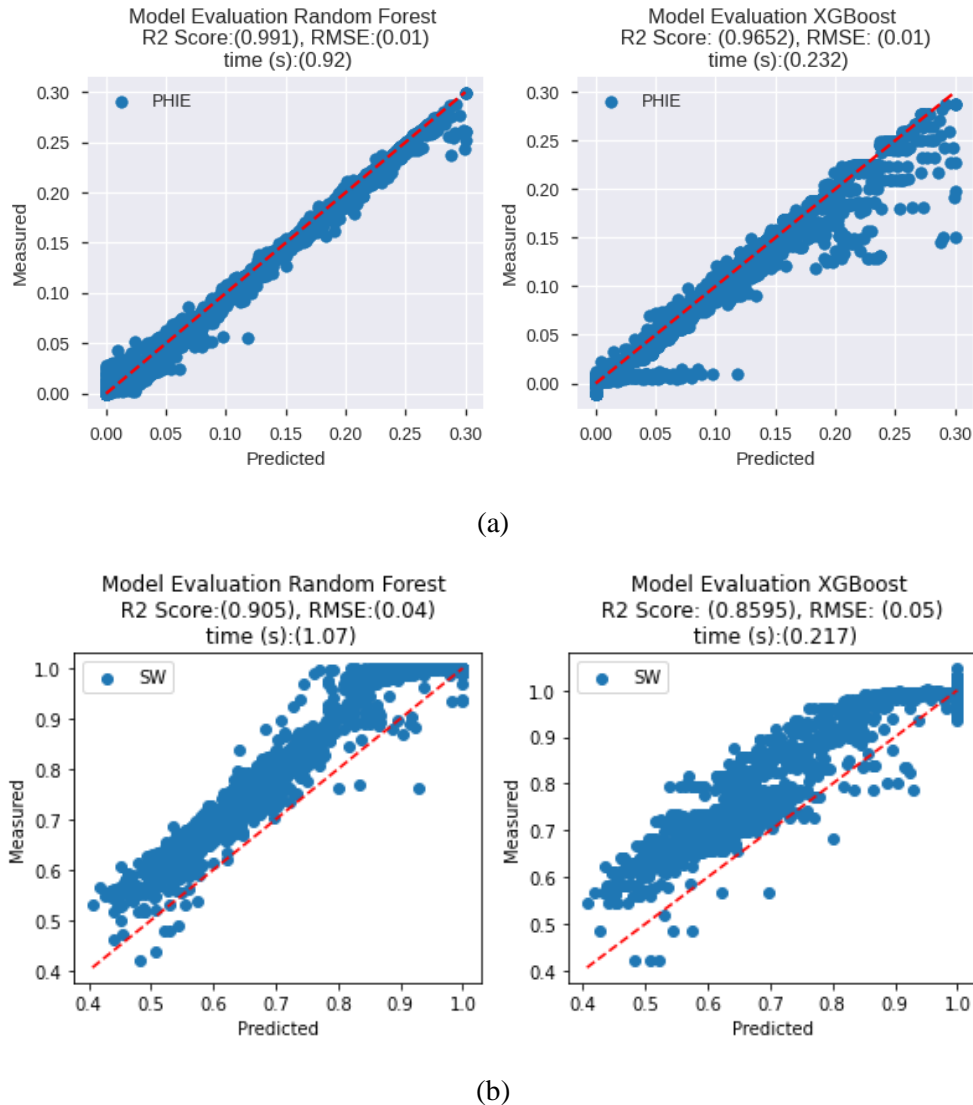 Model Evaluation Random Forest
R2 Score:(0.991), RMSE:(0.01)
time (s):(0.92)
PHIE
0.30
0.25
0.20
0.15
0.10
0.05
0.00
Measured
0.00 0.05 0.10 0.15 0.20 0.25 0.30
Predicted
Model Evaluation XGBoost
R2 Score: (0.9652), RMSE: (0.01)
time (s):(0.232)
PHIE
0.30
0.25
0.20
0.15
0.10
0.05
0.00
Measured
0.00 0.05 0.10 0.15 0.20 0.25 0.30
Predicted
(a)
Model Evaluation Random Forest
R2 Score:(0.905), RMSE:(0.04)
time (s):(1.07)
SW
1.0
0.9
0.8
0.7
0.6
0.5
0.4
Measured
0.4 0.5 0.6 0.7 0.8 0.9 1.0
Predicted
Model Evaluation XGBoost
R2 Score: (0.8595), RMSE: (0.05)
time (s):(0.217)
SW
1.0
0.9
0.8
0.7
0.6
0.5
0.4
Measured
0.4 0.5 0.6 0.7 0.8 0.9 1.0
Predicted
(b)